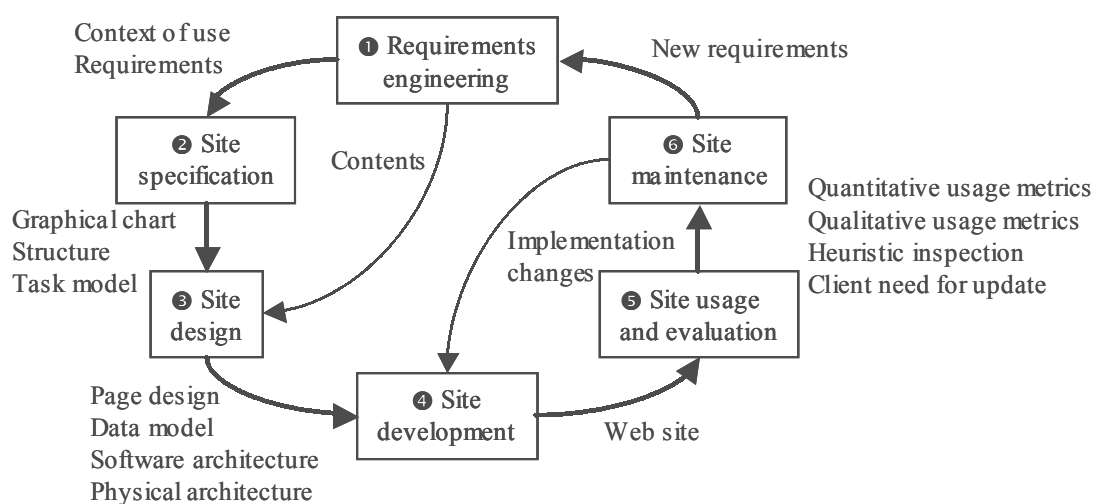 Context of use
Requirements
❶ Requirements
engineering
New requirements
❷ Site
specification
Contents
❻ Site
maintenance
Graphical chart
Structure
Task model
Implementation
changes
Quantitative usage metrics
Qualitative usage metrics
Heuristic inspection
Client need for update
❸ Site
design
❺ Site usage
and evaluation
Page design
Data model
Software architecture
Physical architecture
❹ Site
development
Web site